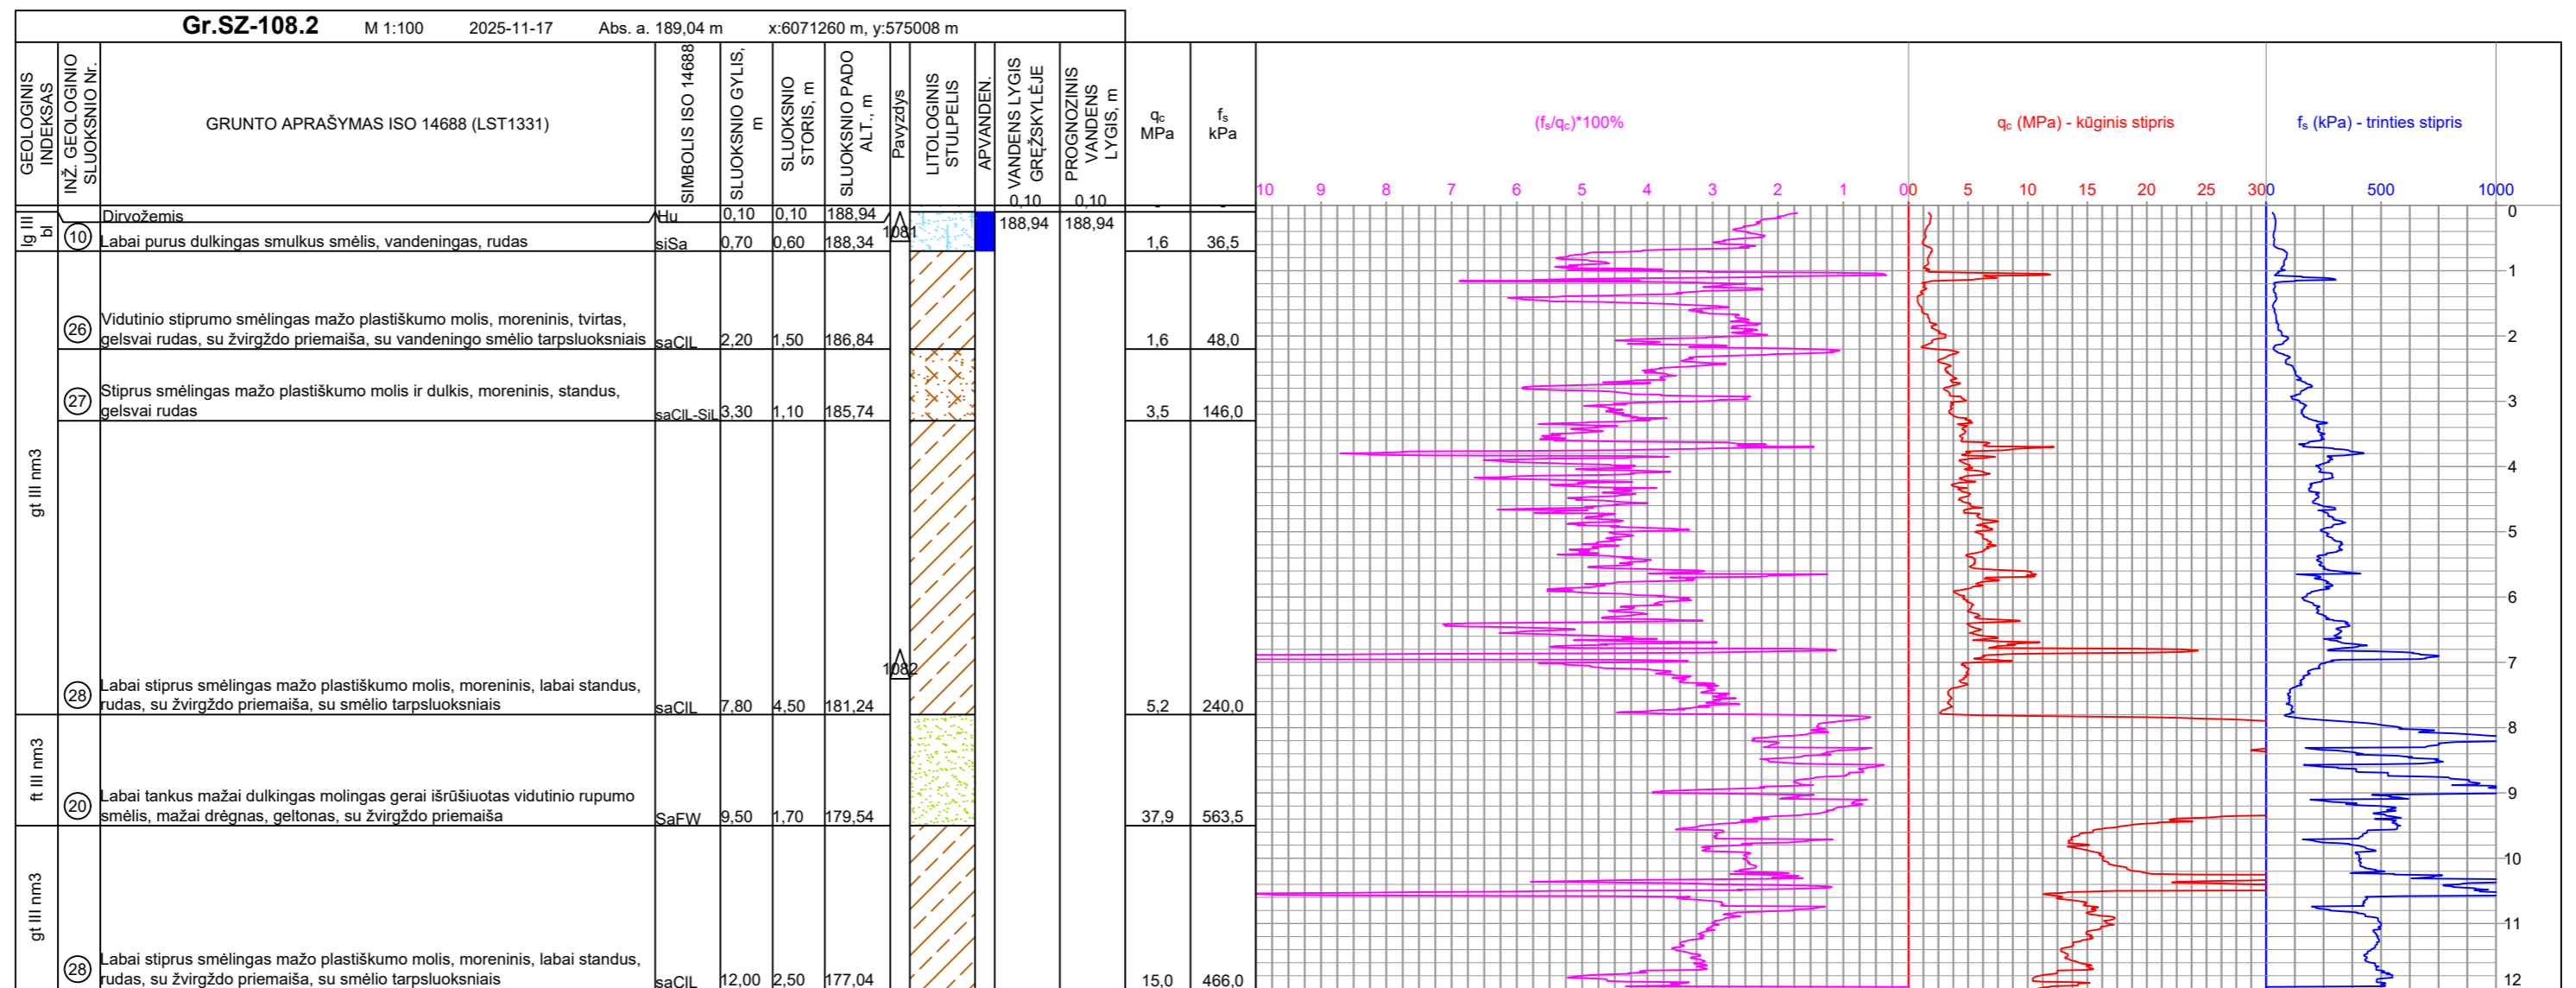 Gr.SZ-108.2 M 1:100 2025-11-17 Abs. a. 189,04 m x:6071260 m, y:575008 m
GEOLOGINIS INDEKSAS
INŽ. GEOLOGINIO SLUOKSNIO Nr.
GRUNTO APRAŠYMAS ISO 14688 (LST1331)
SIMBOLIS ISO 14688
SLUOKSNIO GYLIS, m
SLUOKSNIO STORIS, m
SLUOKSNIO PADO ALT., m
Pavyzdys
LITOLOGINIS STULPELIS
APVANDEN.
VANDENS LYGIS GRĘŽSKYLĖJE
PROGNOZINIS VANDENS LYGIS, m
qc MPa
fs kPa
(fs/qc)*100%
qc (MPa) - kūginis stipris
fs (kPa) - trinties stipris
10 9 8 7 6 5 4 3 2 1 0
0 5 10 15 20 25 30
0 500 1000
0,10 0,10
- -
188,94 188,94
lg III bl
Dirvožemis Hu 0,10 0,10 188,94
1081
10 Labai purus dulkingas smulkus smėlis, vandeningas, rudas siSa 0,70 0,60 188,34 1,6 36,5
gt III nm3
26 Vidutinio stiprumo smėlingas mažo plastiškumo molis, moreninis, tvirtas,
gelsvai rudas, su žvirgždo priemaiša, su vandeningo smėlio tarpsluoksniais saClL 2,20 1,50 186,84 1,6 48,0
27 Stiprus smėlingas mažo plastiškumo molis ir dulkis, moreninis, standus,
gelsvai rudas saClL-SiL 3,30 1,10 185,74 3,5 146,0
1082
28 Labai stiprus smėlingas mažo plastiškumo molis, moreninis, labai standus,
rudas, su žvirgždo priemaiša, su smėlio tarpsluoksniais saClL 7,80 4,50 181,24 5,2 240,0
ft III nm3
20 Labai tankus mažai dulkingas molingas gerai išrūšiuotas vidutinio rupumo
smėlis, mažai drėgnas, geltonas, su žvirgždo priemaiša SaFW 9,50 1,70 179,54 37,9 563,5
gt III nm3
28 Labai stiprus smėlingas mažo plastiškumo molis, moreninis, labai standus,
rudas, su žvirgždo priemaiša, su smėlio tarpsluoksniais saClL 12,00 2,50 177,04 15,0 466,0
0
1
2
3
4
5
6
7
8
9
10
11
12